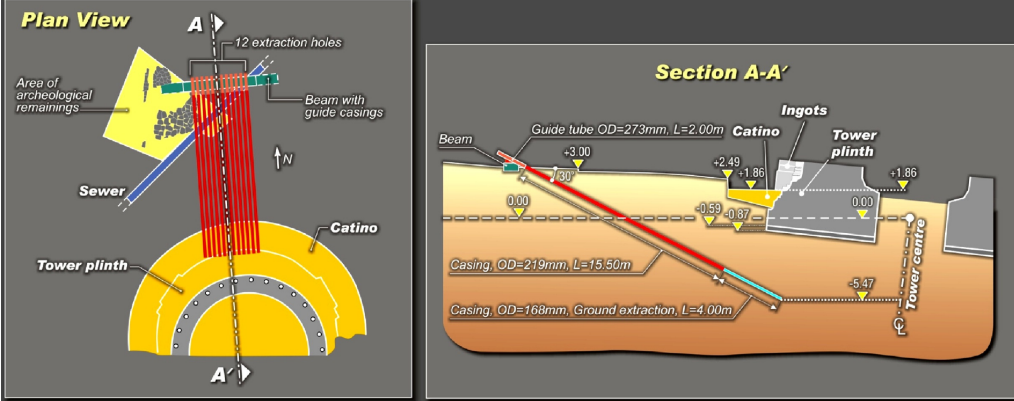 Plan View
A
12 extraction holes
Area of
archeological
remainings
Beam with
guide casings
N
Sewer
Catino
Tower plinth
A′
Section A-A′
Ingots
Guide tube OD=273mm, L=2.00m
Catino
Tower
plinth
Beam
+3.00
30°
+2.49
+1.86
+1.86
0.00
-0.59
-0.87
0.00
Casing, OD=219mm, L=15.50m
Tower centre
-5.47
Casing, OD=168mm, Ground extraction, L=4.00m